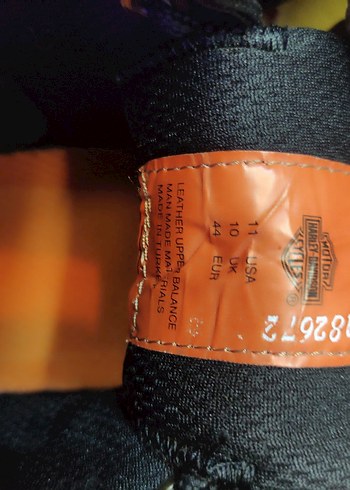 MOTOR
HARLEY-DAVIDSON
CYCLES
®
11 USA
10 UK
44 EUR
LEATHER UPPER BALANCE
MAN MADE MATERIALS
MADE IN TURKEY
82672